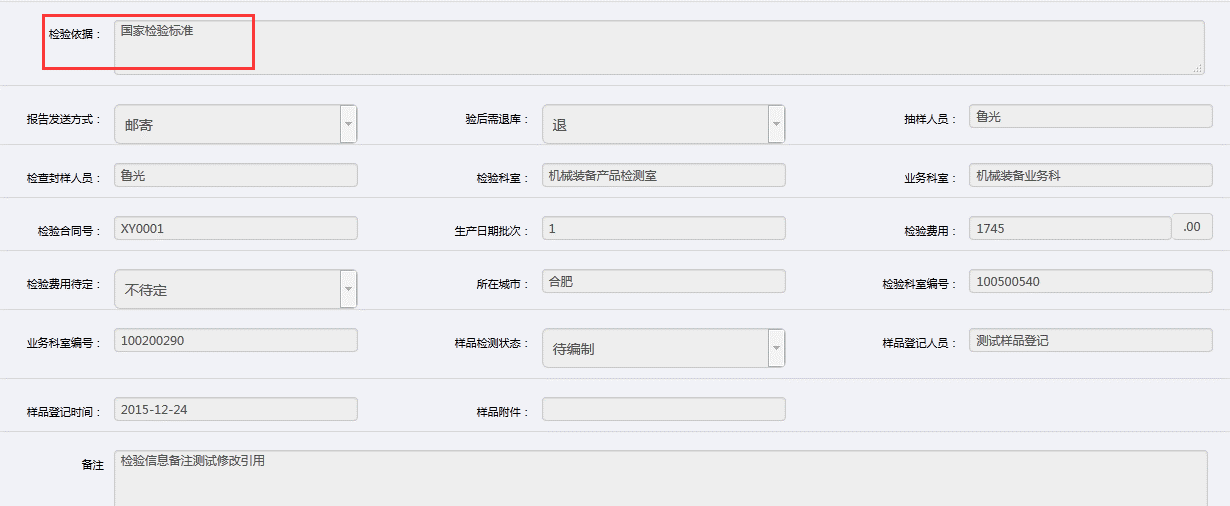 检验依据： 国家检验标准
报告发送方式： 邮寄 验后需退库： 退 抽样人员： 鲁光
检查封样人员： 鲁光 检验科室： 机械装备产品检测室 业务科室： 机械装备业务科
检验合同号： XY0001 生产日期批次： 1 检验费用： 1745 .00
检验费用待定： 不待定 所在城市： 合肥 检验科室编号： 100500540
业务科室编号： 100200290 样品检测状态： 待编制 样品登记人员： 测试样品登记
样品登记时间： 2015-12-24 样品附件：
备注 检验信息备注测试修改引用